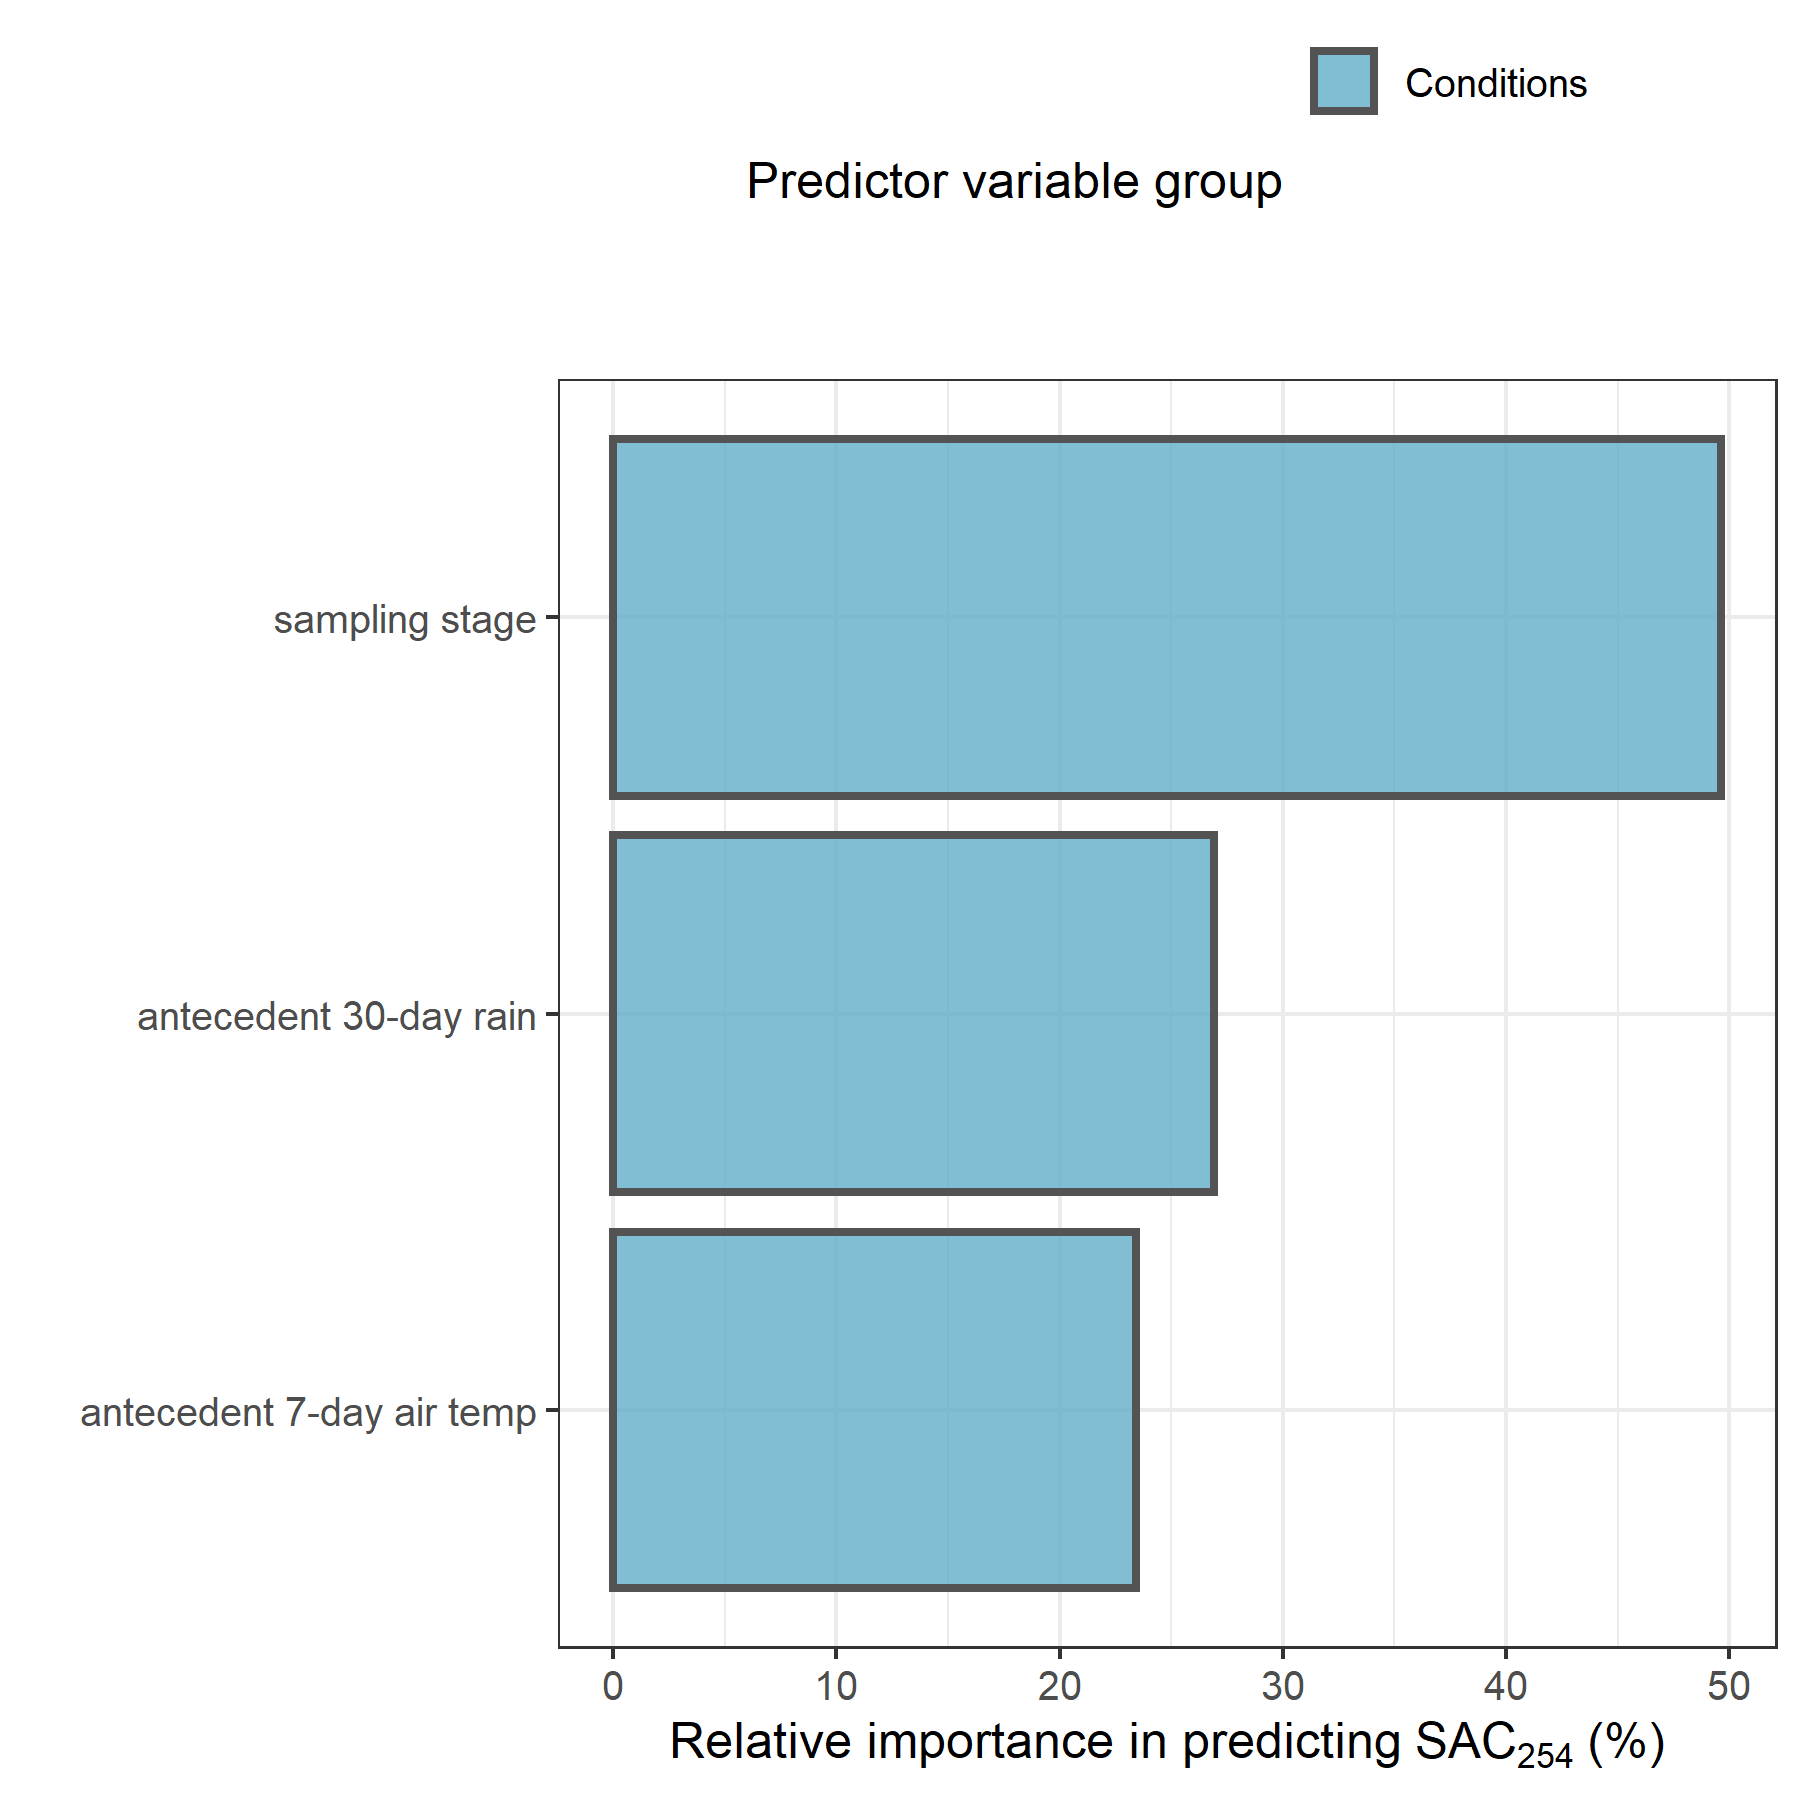 Conditions
Predictor variable group
sampling stage
antecedent 30-day rain
antecedent 7-day air temp
0 10 20 30 40 50
Relative importance in predicting SAC₂₅₄ (%)